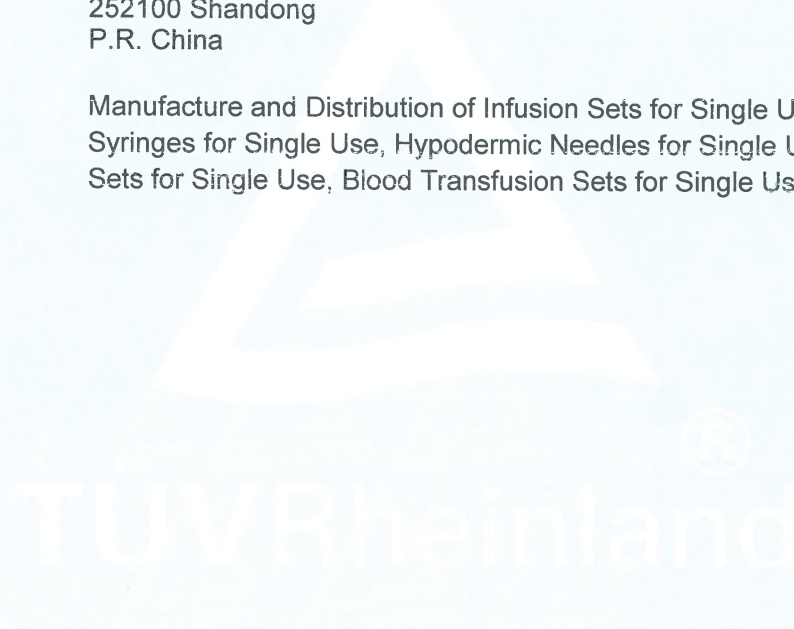 252100 Shandong
P.R. China
Manufacture and Distribution of Infusion Sets for Single U
Syringes for Single Use, Hypodermic Needles for Single U
Sets for Single Use, Blood Transfusion Sets for Single Us
®
TÜVRheinland